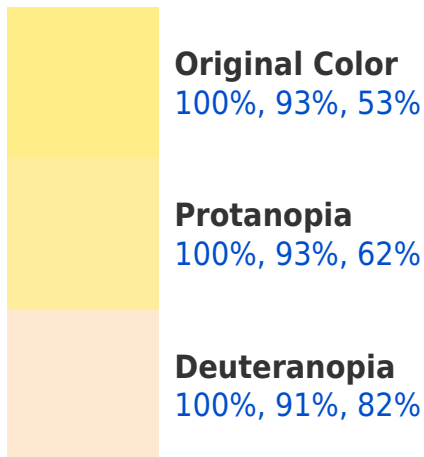 Original Color
100%, 93%, 53%
Protanopia
100%, 93%, 62%
Deuteranopia
100%, 91%, 82%